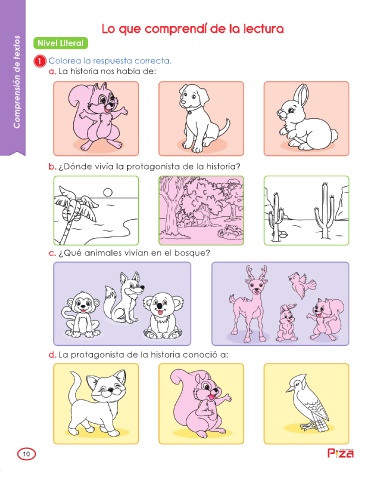 Lo que comprendí de la lectura
Comprensión de textos
Nivel Literal
1 Colorea la respuesta correcta.
a. La historia nos habla de:
b. ¿Dónde vivía la protagonista de la historia?
c. ¿Qué animales vivían en el bosque?
d. La protagonista de la historia conoció a:
10
Piza